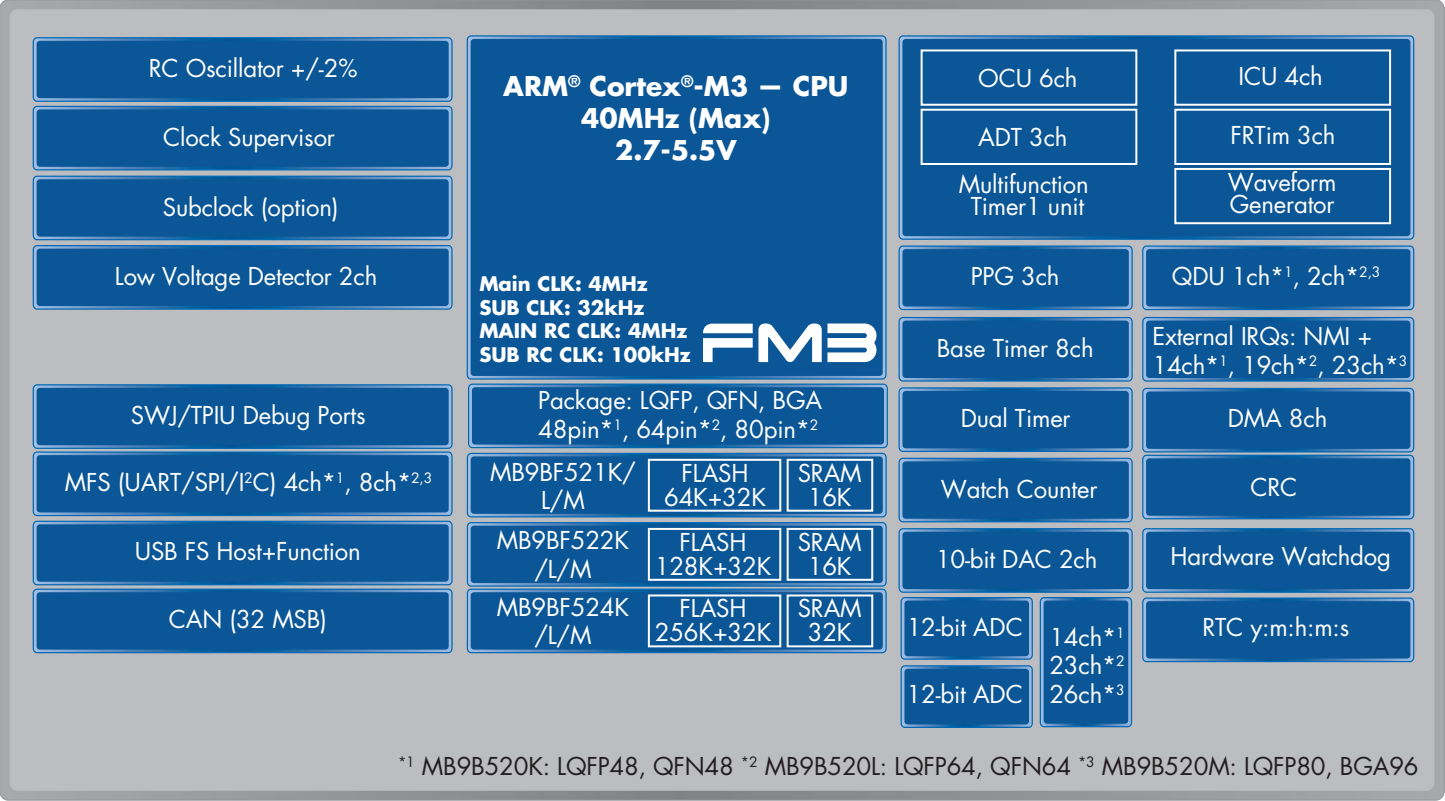 RC Oscillator +/-2%
Clock Supervisor
Subclock (option)
Low Voltage Detector 2ch
SWJ/TPIU Debug Ports
MFS (UART/SPI/I²C) 4ch*¹, 8ch*²,³
USB FS Host+Function
CAN (32 MSB)
ARM® Cortex®-M3 – CPU
40MHz (Max)
2.7-5.5V
Main CLK: 4MHz
SUB CLK: 32kHz
MAIN RC CLK: 4MHz
SUB RC CLK: 100kHz
FM3
Package: LQFP, QFN, BGA
48pin*¹, 64pin*², 80pin*²
MB9BF521K/
L/M
FLASH
64K+32K
SRAM
16K
MB9BF522K
/L/M
FLASH
128K+32K
SRAM
16K
MB9BF524K
/L/M
FLASH
256K+32K
SRAM
32K
OCU 6ch
ICU 4ch
ADT 3ch
FRTim 3ch
Multifunction
Timer1 unit
Waveform
Generator
PPG 3ch
QDU 1ch*¹, 2ch*²,³
Base Timer 8ch
External IRQs: NMI +
14ch*¹, 19ch*², 23ch*³
Dual Timer
DMA 8ch
Watch Counter
CRC
10-bit DAC 2ch
Hardware Watchdog
12-bit ADC
12-bit ADC
14ch*¹
23ch*²
26ch*³
RTC y:m:h:m:s
*¹ MB9B520K: LQFP48, QFN48 *² MB9B520L: LQFP64, QFN64 *³ MB9B520M: LQFP80, BGA96